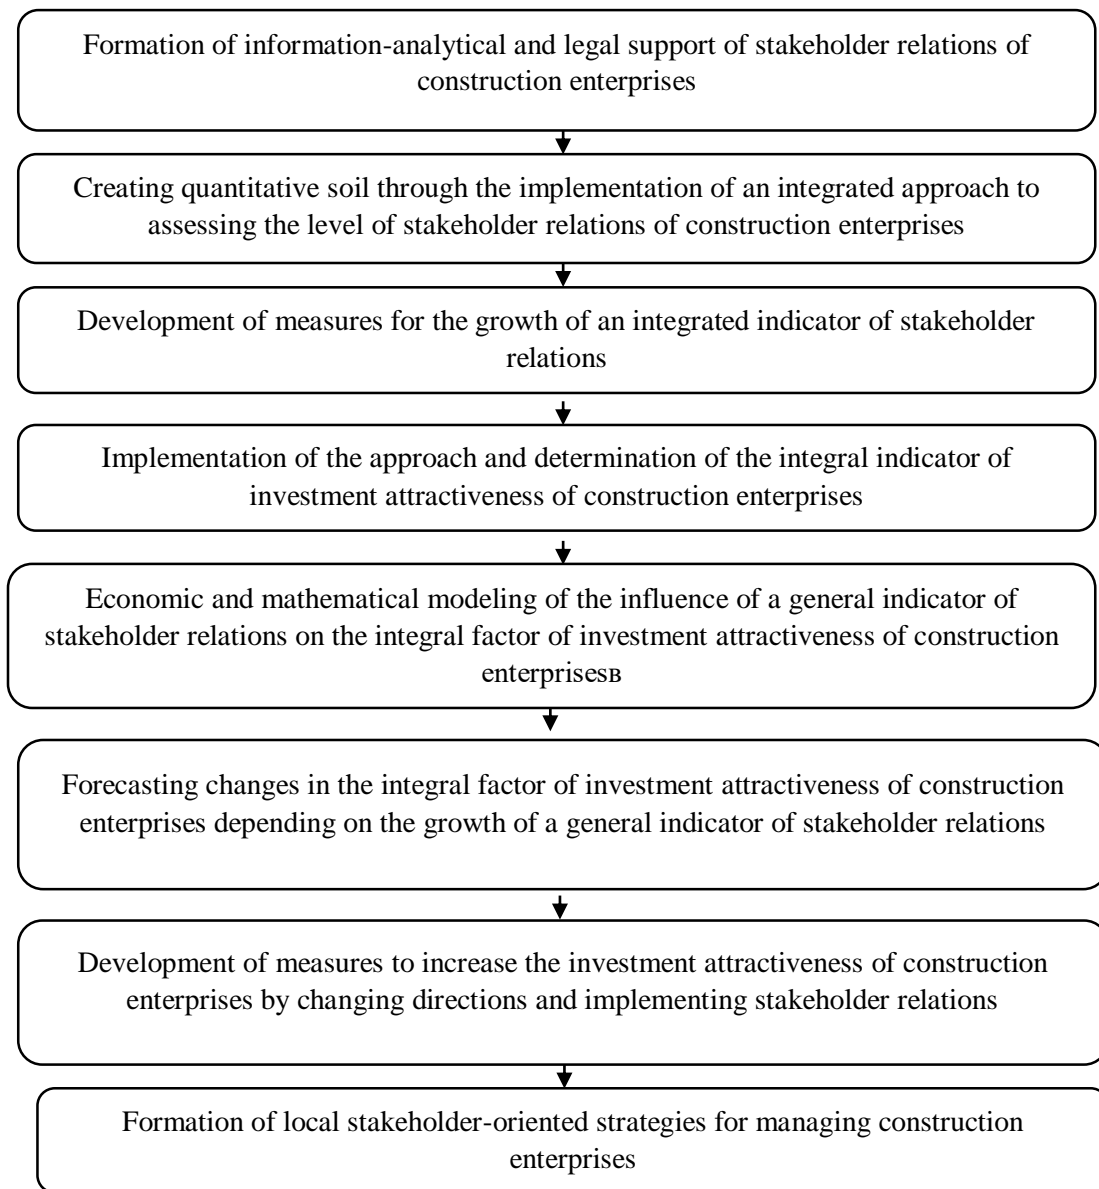 Formation of information-analytical and legal support of stakeholder relations of
construction enterprises
Creating quantitative soil through the implementation of an integrated approach to
assessing the level of stakeholder relations of construction enterprises
Development of measures for the growth of an integrated indicator of stakeholder
relations
Implementation of the approach and determination of the integral indicator of
investment attractiveness of construction enterprises
Economic and mathematical modeling of the influence of a general indicator of
stakeholder relations on the integral factor of investment attractiveness of construction
enterprisesв
Forecasting changes in the integral factor of investment attractiveness of construction
enterprises depending on the growth of a general indicator of stakeholder relations
Development of measures to increase the investment attractiveness of construction
enterprises by changing directions and implementing stakeholder relations
Formation of local stakeholder-oriented strategies for managing construction
enterprises